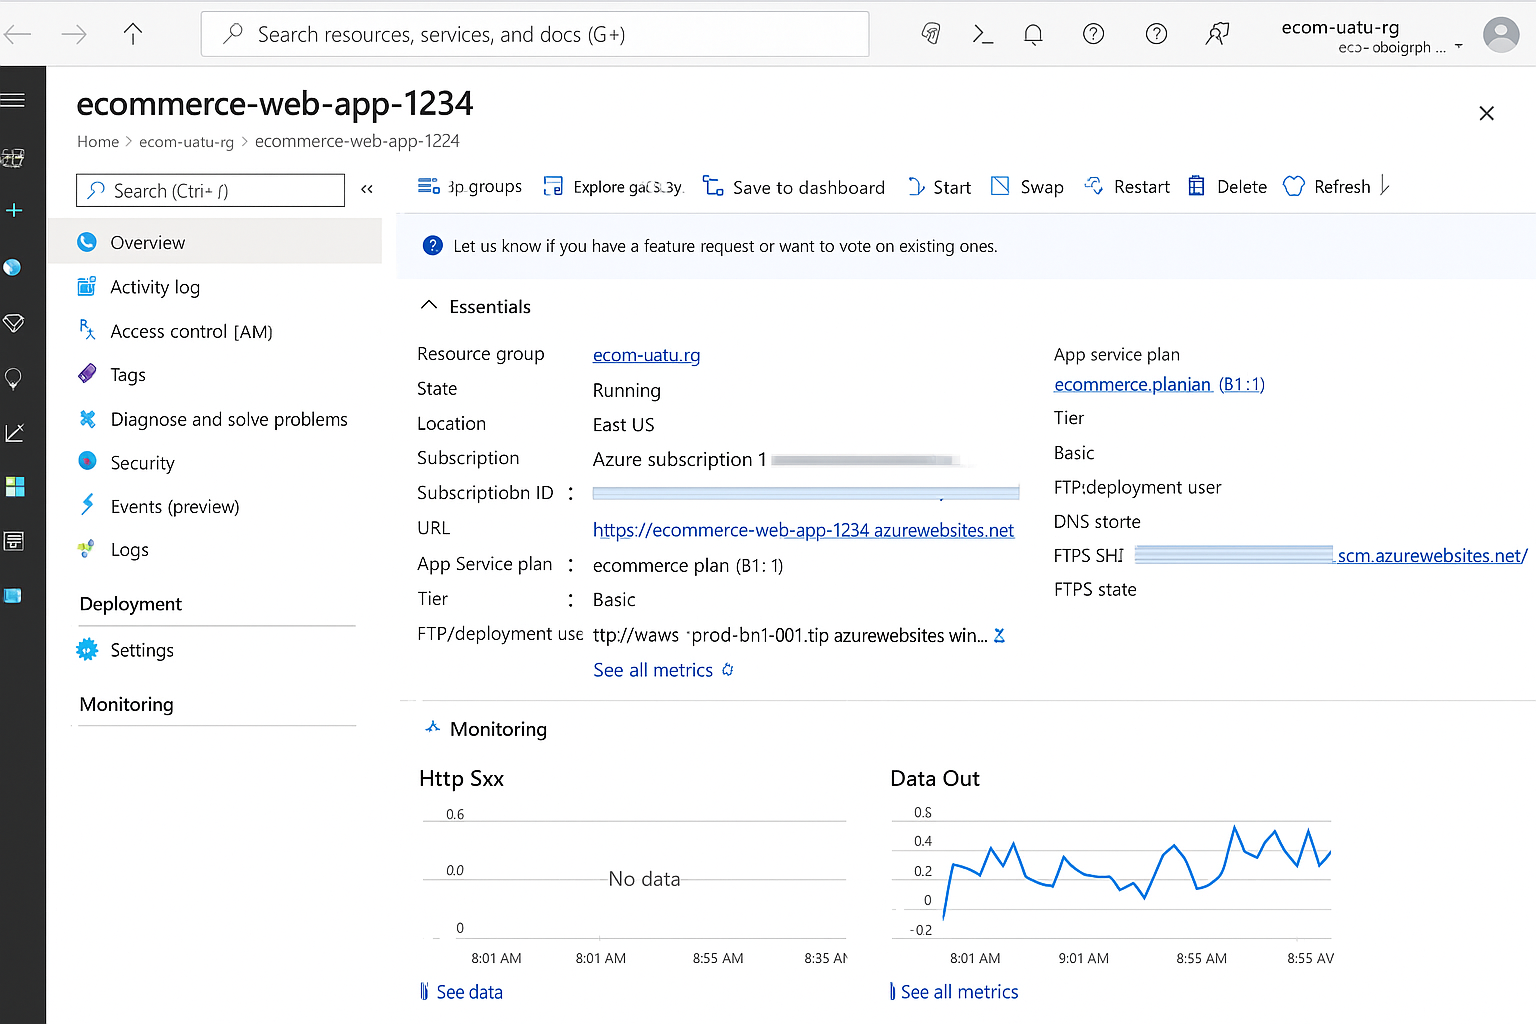 Search resources, services, and docs (G+)
ecom-uatu-rg
eco- oboigrph ...
ecommerce-web-app-1234
Home > ecom-uatu-rg > ecommerce-web-app-1224
Search (Ctri+ /)
«
groups
Explore
Save to dashboard
Start
Swap
Restart
Delete
Refresh
Overview
Activity log
Access control [AM)
Tags
Diagnose and solve problems
Security
Events (preview)
Logs
Deployment
Settings
Monitoring
? Let us know if you have a feature request or want to vote on existing ones.
Essentials
Resource group ecom-uatu.rg
State Running
Location East US
Subscription Azure subscription 1
Subscriptiobn ID :
URL https://ecommerce-web-app-1234 azurewebsites.net
App Service plan : ecommerce plan (B1: 1)
Tier : Basic
FTP/deployment use ttp://waws -prod-bn1-001.tip azurewebsites win...
See all metrics
App service plan
ecommerce.planian (B1:1)
Tier
Basic
FTP:deployment user
DNS storte
FTPS SHI scm.azurewebsites.net/
FTPS state
Monitoring
Http Sxx
0.6
0.0
No data
0
8:01 AM 8:01 AM 8:55 AM 8:35 AM
See data
Data Out
0.8
0.4
0.2
0
-0.2
8:01 AM 9:01 AM 8:55 AM 8:55 AV
See all metrics